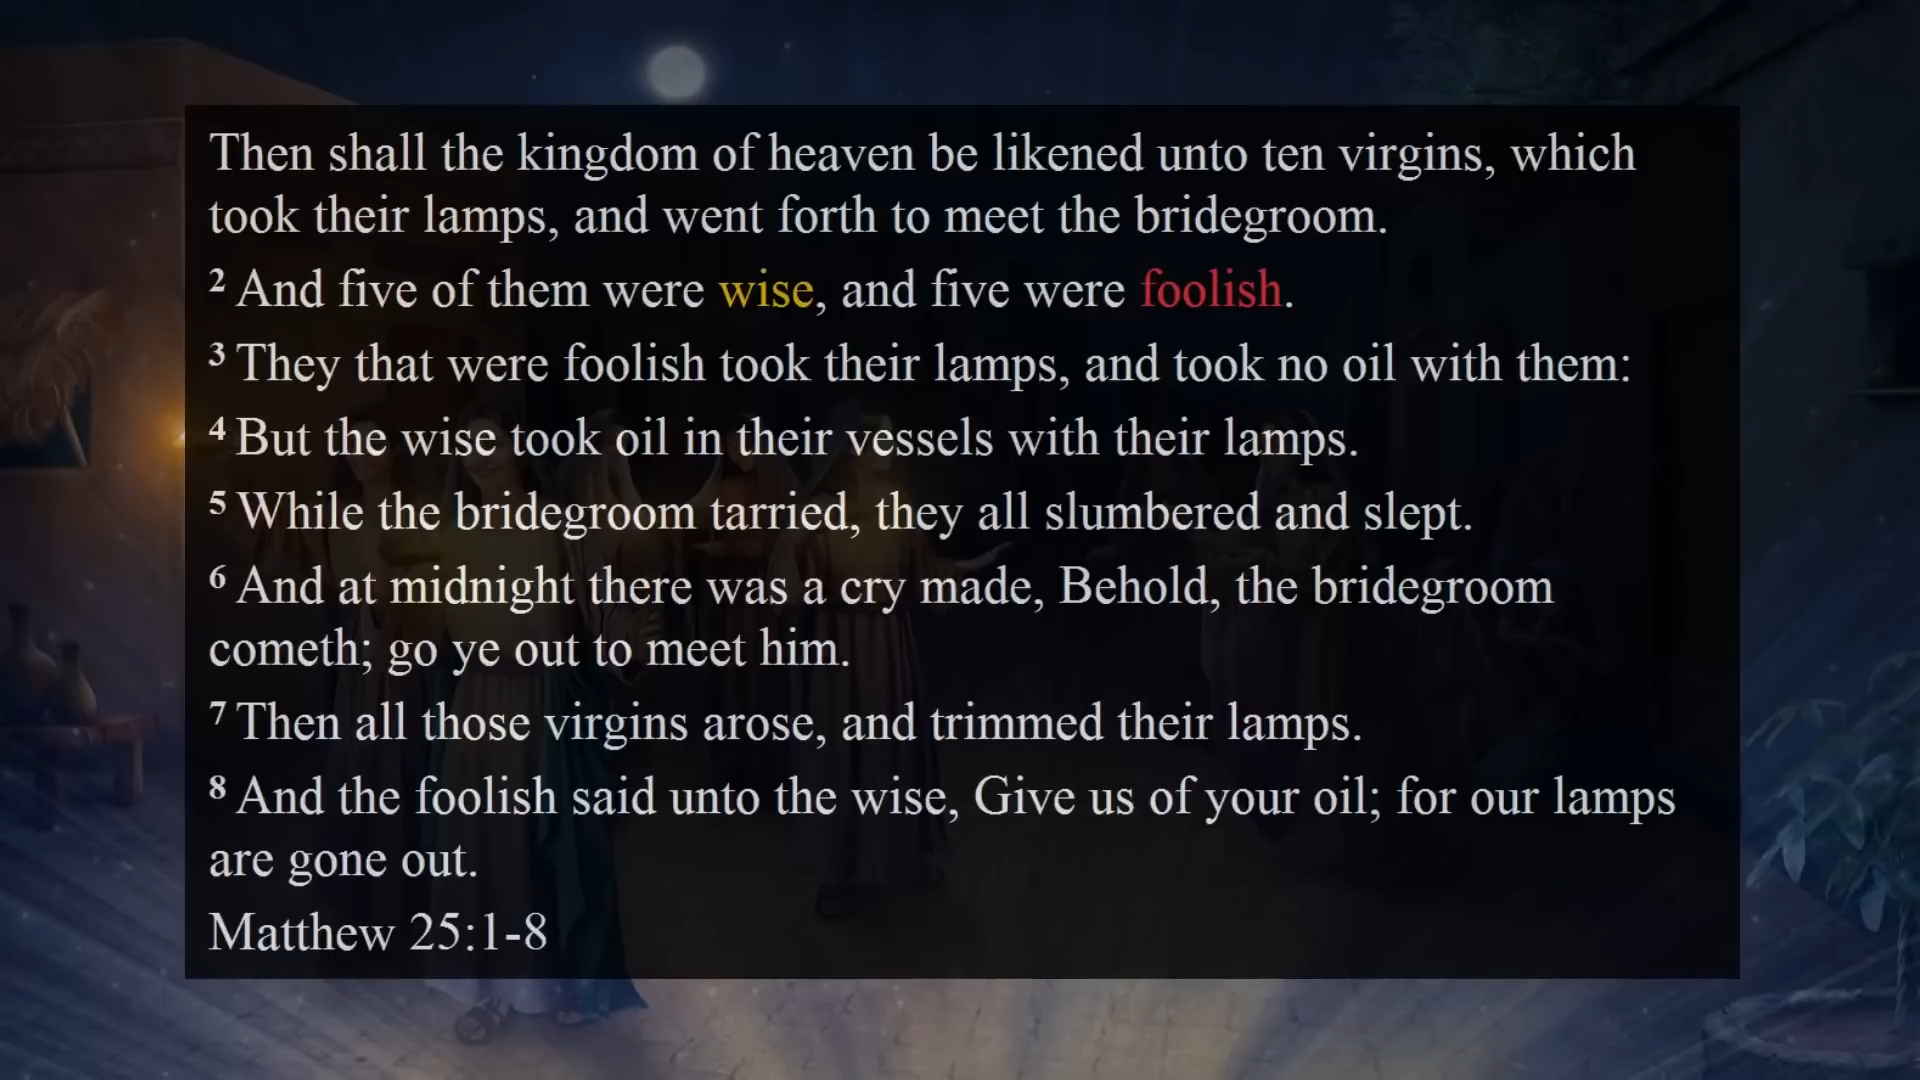 Then shall the kingdom of heaven be likened unto ten virgins, which
took their lamps, and went forth to meet the bridegroom.
2 And five of them were wise, and five were foolish.
3 They that were foolish took their lamps, and took no oil with them:
4 But the wise took oil in their vessels with their lamps.
5 While the bridegroom tarried, they all slumbered and slept.
6 And at midnight there was a cry made, Behold, the bridegroom
cometh; go ye out to meet him.
7 Then all those virgins arose, and trimmed their lamps.
8 And the foolish said unto the wise, Give us of your oil; for our lamps
are gone out.
Matthew 25:1-8